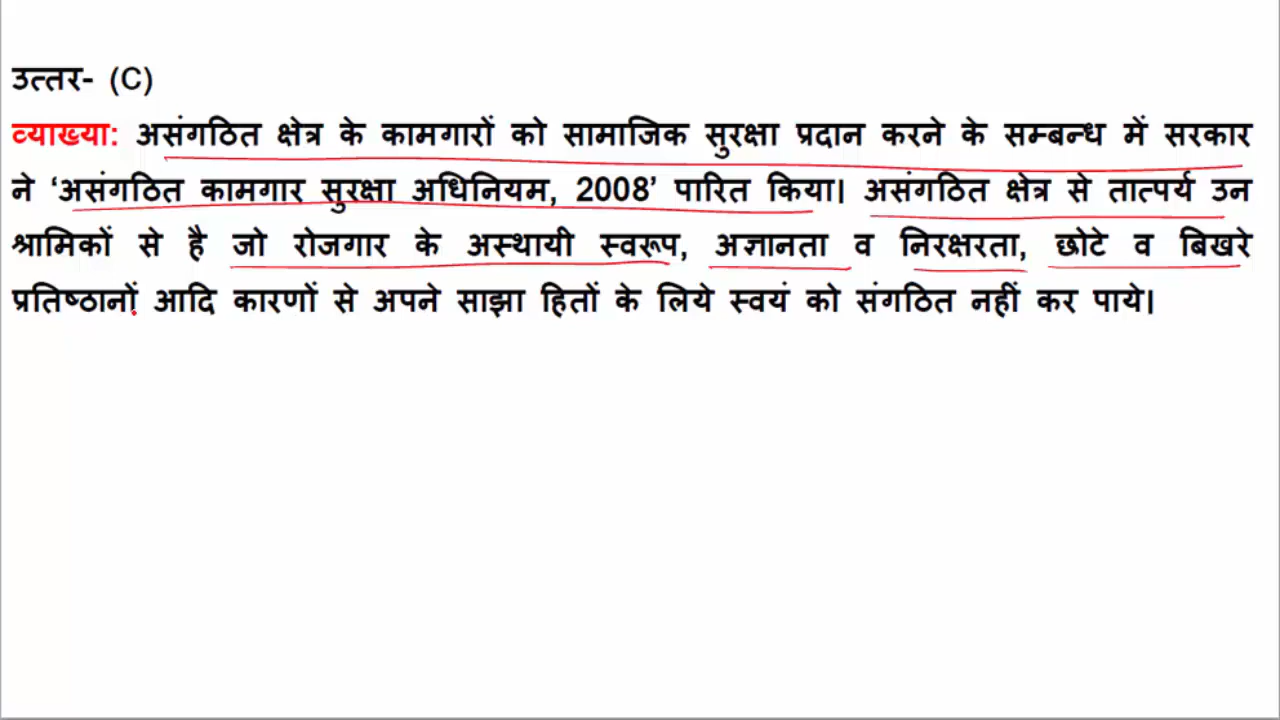 उत्तर- (C)
व्याख्या: असंगठित क्षेत्र के कामगारों को सामाजिक सुरक्षा प्रदान करने के सम्बन्ध में सरकार
ने ‘असंगठित कामगार सुरक्षा अधिनियम, 2008’ पारित किया। असंगठित क्षेत्र से तात्पर्य उन
श्रामिकों से है जो रोजगार के अस्थायी स्वरूप, अज्ञानता व निरक्षरता, छोटे व बिखरे
प्रतिष्ठानों आदि कारणों से अपने साझा हितों के लिये स्वयं को संगठित नहीं कर पाये।